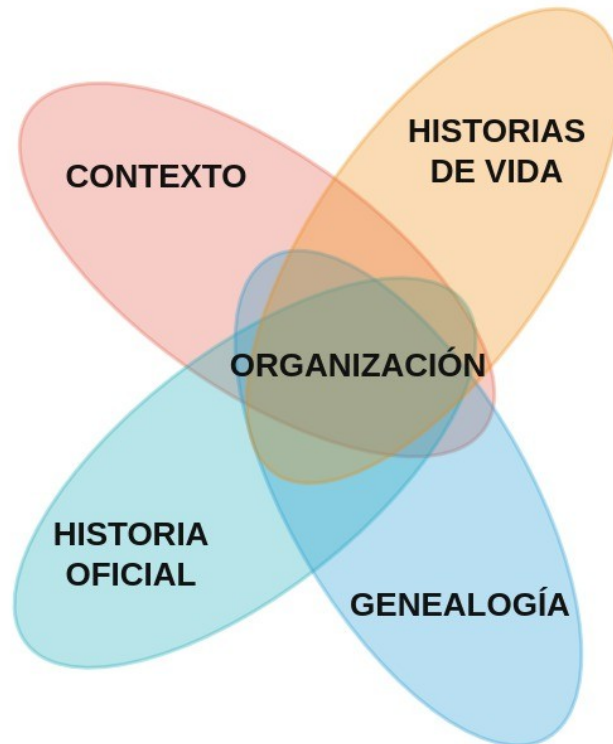 HISTORIAS
DE VIDA
CONTEXTO
ORGANIZACIÓN
HISTORIA
OFICIAL
GENEALOGÍA